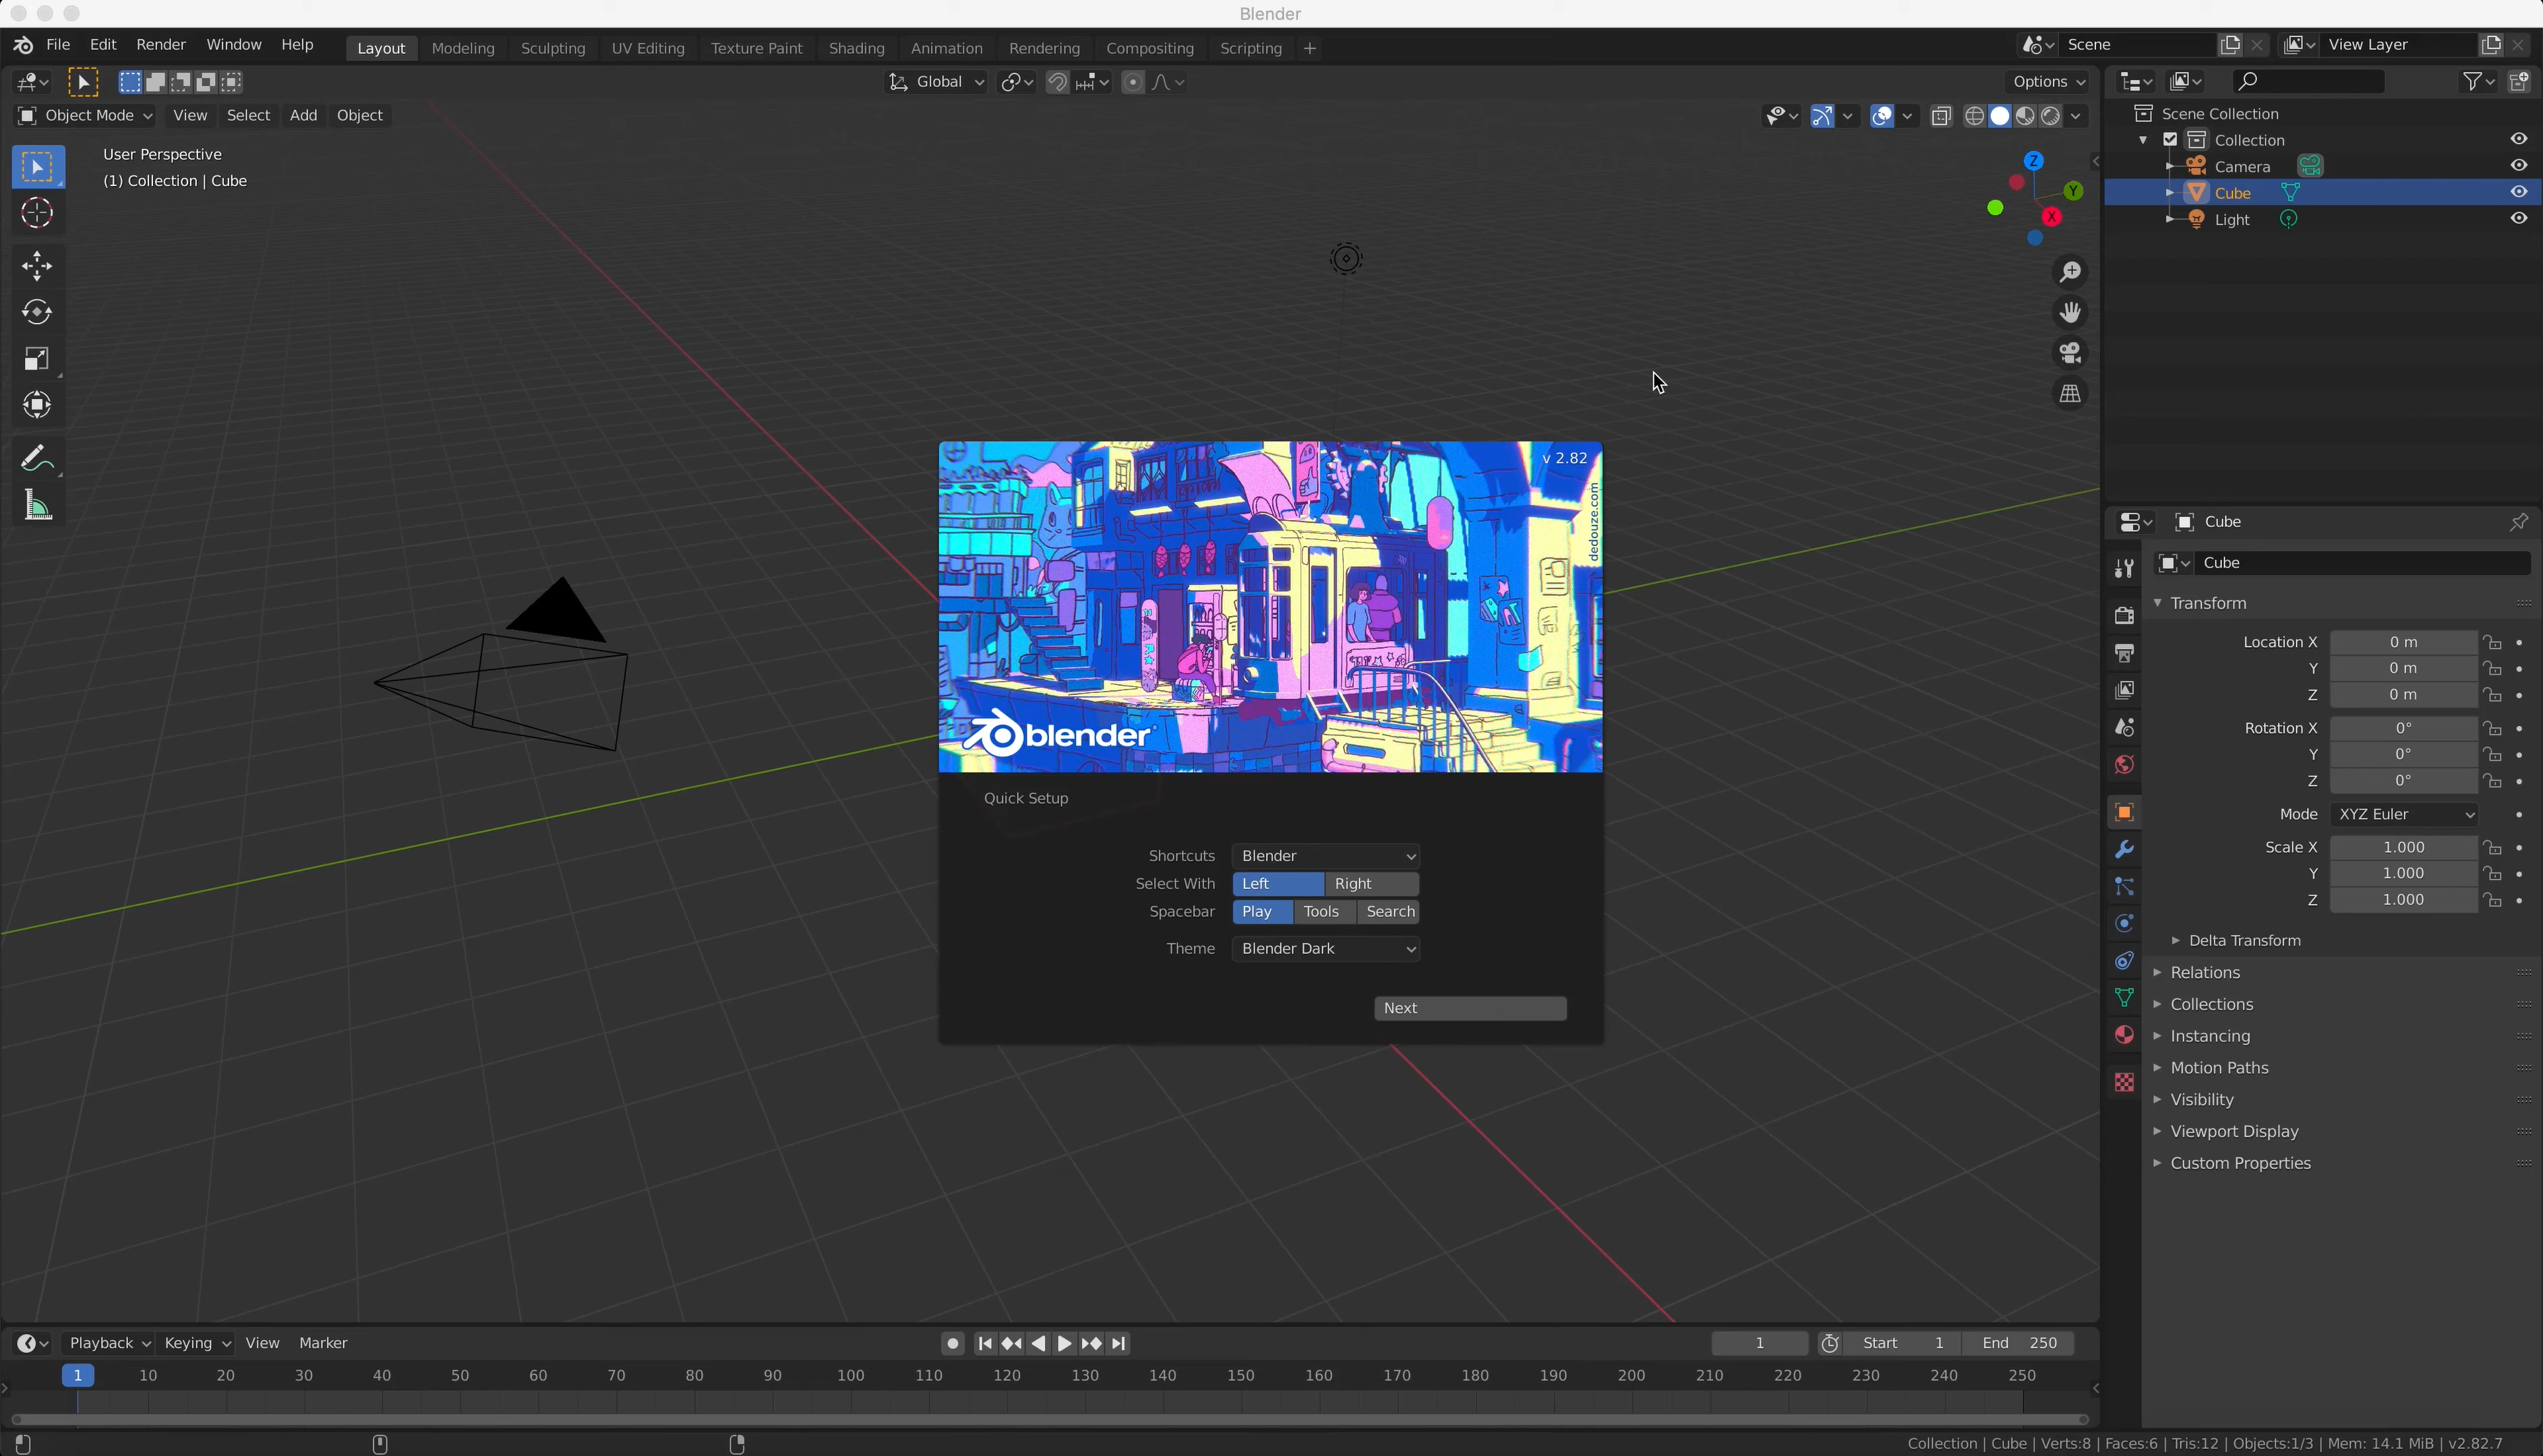 Blender
File Edit Render Window Help Layout Modeling Sculpting UV Editing Texture Paint Shading Animation Rendering Compositing Scripting + Scene View Layer
Global Options
Object Mode View Select Add Object
User Perspective
(1) Collection | Cube
Z
Y
X
Scene Collection
Collection
Camera
Cube
Light
v 2.82
dedouze.com
blender
Quick Setup
Shortcuts Blender
Select With Left Right
Spacebar Play Tools Search
Theme Blender Dark
Next
Cube
Cube
Transform
Location X 0 m
Y 0 m
Z 0 m
Rotation X 0°
Y 0°
Z 0°
Mode XYZ Euler
Scale X 1.000
Y 1.000
Z 1.000
Delta Transform
Relations
Collections
Instancing
Motion Paths
Visibility
Viewport Display
Custom Properties
Playback Keying View Marker 1 Start 1 End 250
1 10 20 30 40 50 60 70 80 90 100 110 120 130 140 150 160 170 180 190 200 210 220 230 240 250
Collection | Cube | Verts:8 | Faces:6 | Tris:12 | Objects:1/3 | Mem: 14.1 MiB | v2.82.7